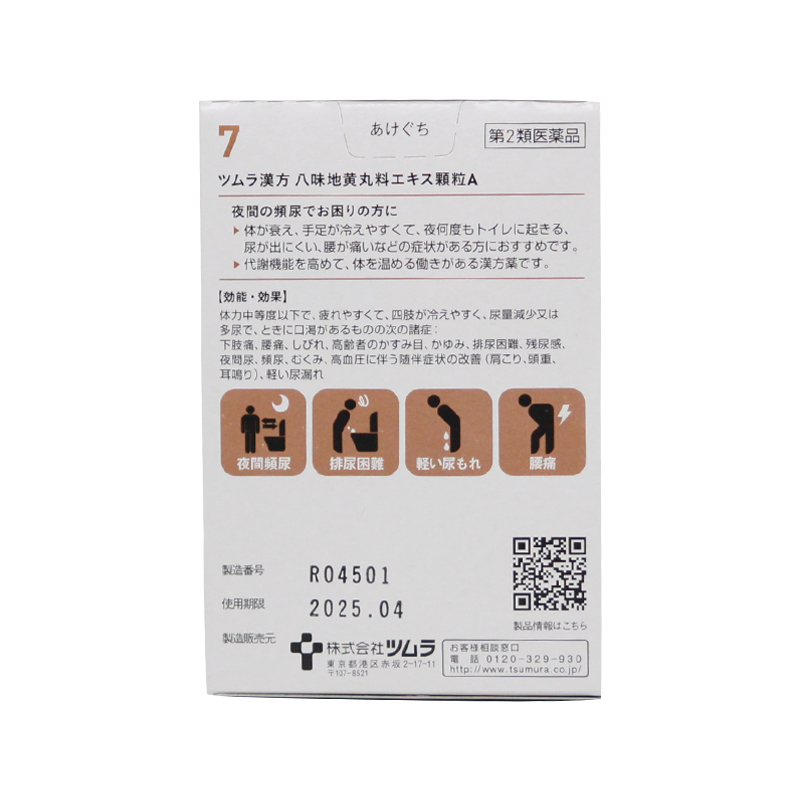 あけぐち
7
第2類医薬品
ツムラ漢方 八味地黄丸料エキス顆粒A
夜間の頻尿でお困りの方に
体が衰え、手足が冷えやすくて、夜何度もトイレに起きる、
尿が出にくい、腰が痛いなどの症状がある方におすすめです。
代謝機能を高めて、体を温める働きがある漢方薬です。
【効能・効果】
体力中等度以下で、疲れやすくて、四肢が冷えやすく、尿量減少又は
多尿で、ときに口渇があるものの次の諸症:
下肢痛、腰痛、しびれ、高齢者のかすみ目、かゆみ、排尿困難、残尿感、
夜間尿、頻尿、むくみ、高血圧に伴う随伴症状の改善(肩こり、頭重、
耳鳴り)、軽い尿漏れ
夜間頻尿 排尿困難 軽い尿もれ 腰痛
製造番号 R04501
使用期限 2025.04
製品情報はこちら
製造販売元 株式会社ツムラ
東京都港区赤坂2-17-11
〒107-8521
お客様相談窓口
電話 0120-329-930
http://www.tsumura.co.jp/